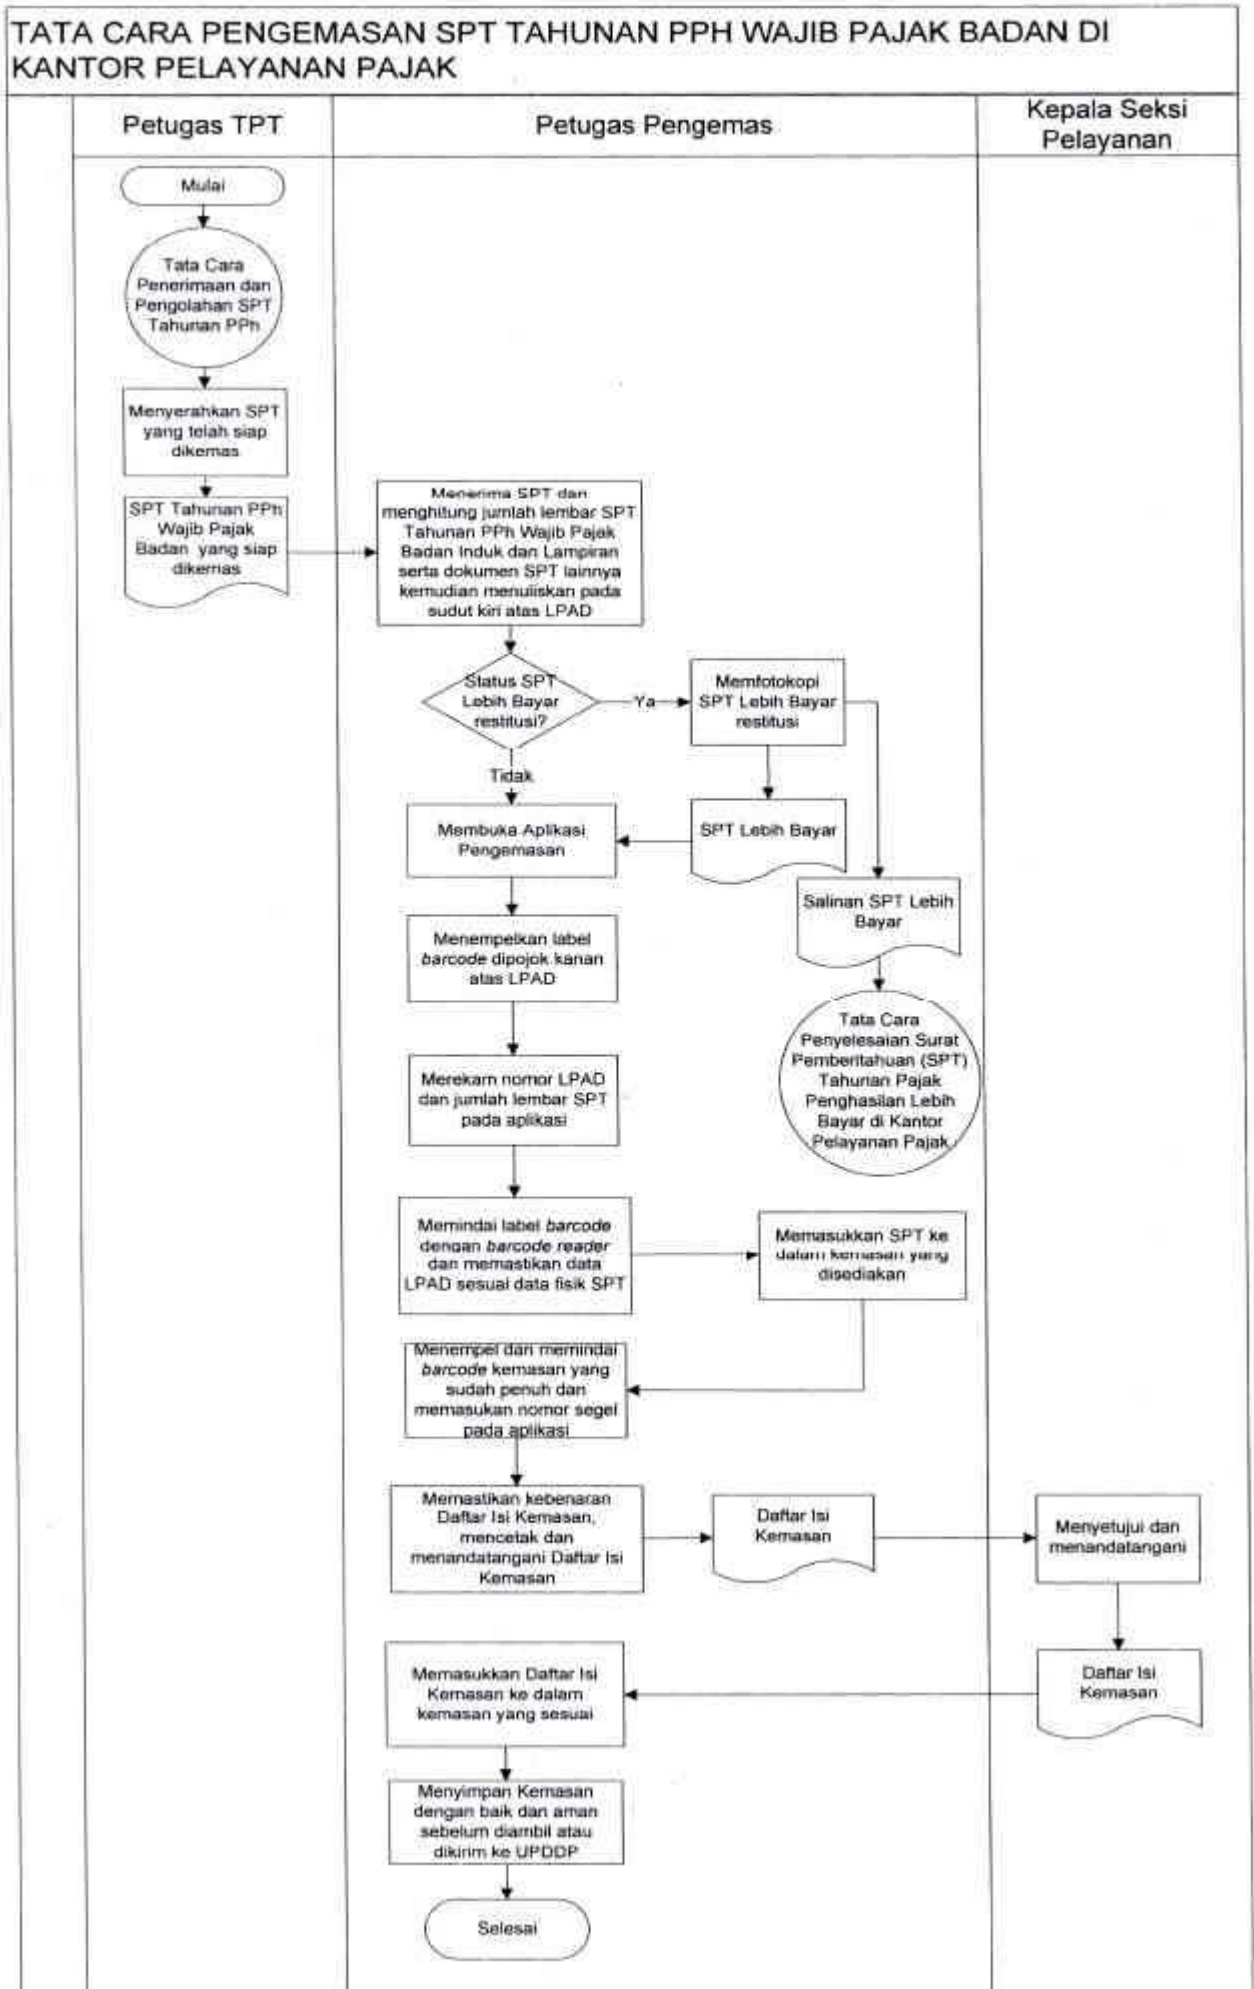 TATA CARA PENGEMASAN SPT TAHUNAN PPH WAJIB PAJAK BADAN DI
KANTOR PELAYANAN PAJAK
Petugas TPT
Petugas Pengemas
Kepala Seksi
Pelayanan
Mulai
Tata Cara
Penerimaan dan
Pengolahan SPT
Tahunan PPh
Menyerahkan SPT
yang telah siap
dikemas
SPT Tahunan PPh
Wajib Pajak
Badan yang siap
dikemas
Menerima SPT dan
menghitung jumlah lembar SPT
Tahunan PPh Wajib Pajak
Badan Induk dan Lampiran
serta dokumen SPT lainnya
kemudian menuliskan pada
sudut kiri atas LPAD
Status SPT
Lebih Bayar
restitusi?
Ya
Memfotokopi
SPT Lebih Bayar
restitusi
Tidak
Membuka Aplikasi
Pengemasan
SPT Lebih Bayar
Salinan SPT Lebih
Bayar
Menempelkan label
barcode dipojok kanan
atas LPAD
Tata Cara
Penyelesaian Surat
Pemberitahuan (SPT)
Tahunan Pajak
Penghasilan Lebih
Bayar di Kantor
Pelayanan Pajak
Merekam nomor LPAD
dan jumlah lembar SPT
pada aplikasi
Memindai label barcode
dengan barcode reader
dan memastikan data
LPAD sesuai data fisik SPT
Memasukkan SPT ke
dalam kemasan yang
disediakan
Menempel dan memindai
barcode kemasan yang
sudah penuh dan
memasukan nomor segel
pada aplikasi
Memastikan kebenaran
Daftar Isi Kemasan,
mencetak dan
menandatangani Daftar Isi
Kemasan
Daftar Isi
Kemasan
Menyetujui dan
menandatangani
Memasukkan Daftar Isi
Kemasan ke dalam
kemasan yang sesuai
Daftar Isi
Kemasan
Menyimpan Kemasan
dengan baik dan aman
sebelum diambil atau
dikirim ke UPDDP
Selesai